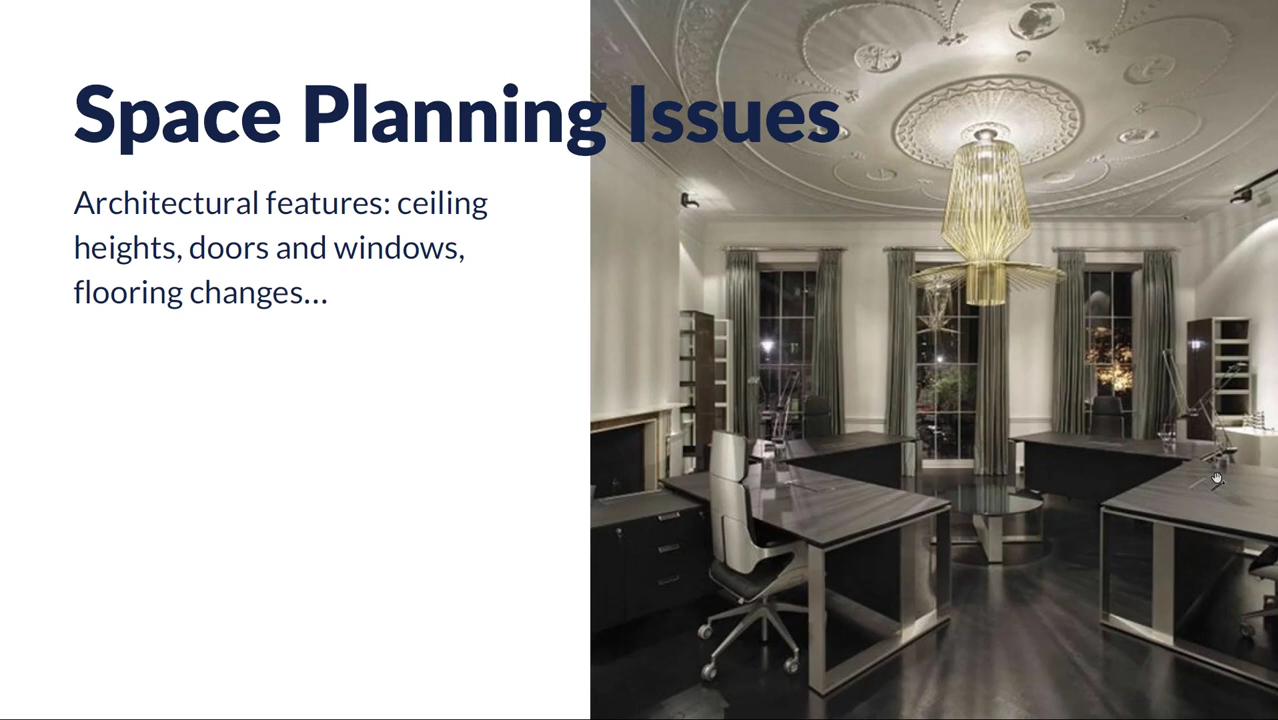 Space Planning Issues
Architectural features: ceiling
heights, doors and windows,
flooring changes...